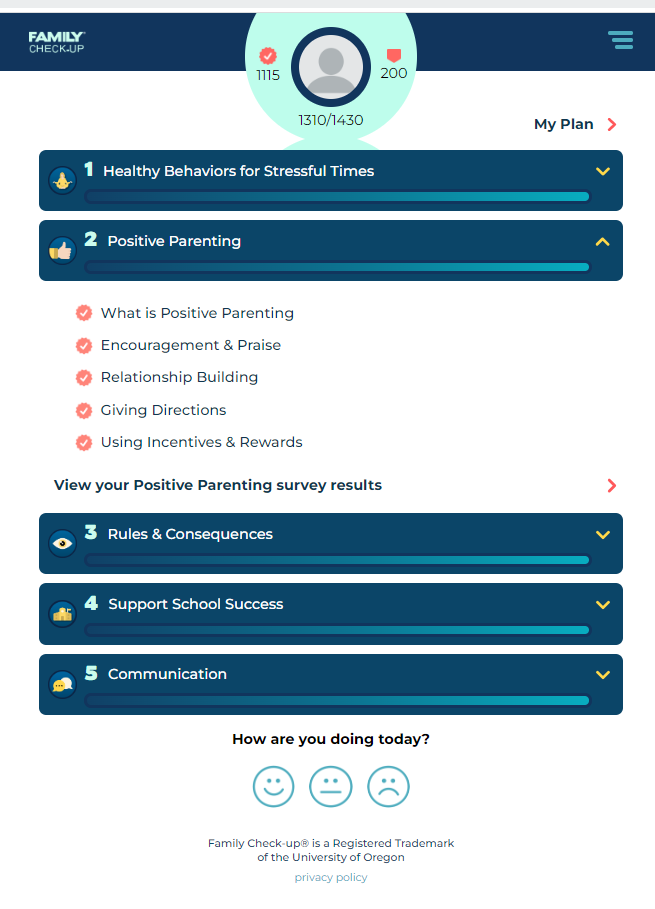 FAMILY
CHECK-UP
1115
200
1310/1430
My Plan
1 Healthy Behaviors for Stressful Times
2 Positive Parenting
What is Positive Parenting
Encouragement & Praise
Relationship Building
Giving Directions
Using Incentives & Rewards
View your Positive Parenting survey results
3 Rules & Consequences
4 Support School Success
5 Communication
How are you doing today?
Family Check-up® is a Registered Trademark
of the University of Oregon
privacy policy